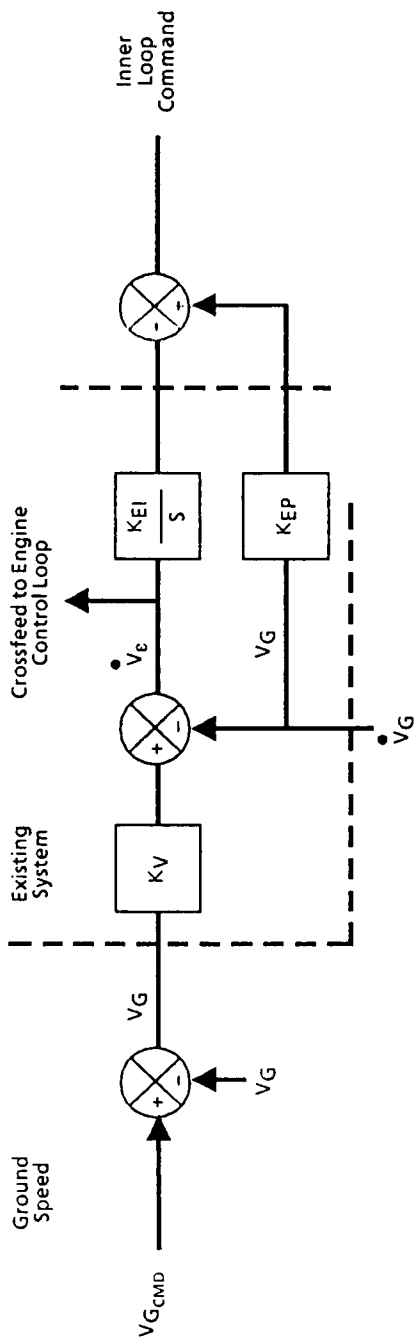 Ground
Speed
Existing
System
Crossfeed to Engine
Control Loop
Inner
Loop
Command
VGCMD
+
−
VG
VG
KV
+
−
V̇ε
KEI
S
−
+
VG
KEP
V̇G